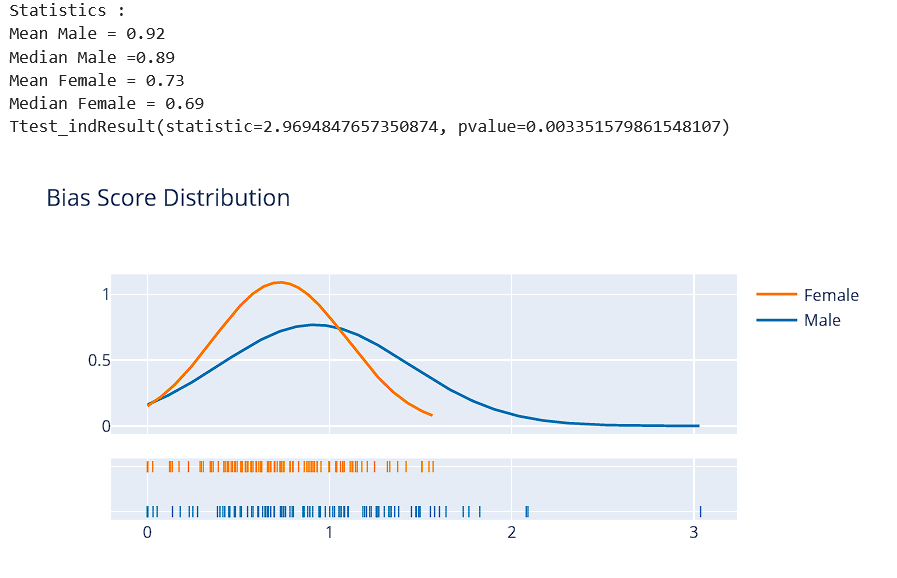 Statistics :
Mean Male = 0.92
Median Male =0.89
Mean Female = 0.73
Median Female = 0.69
Ttest_indResult(statistic=2.9694847657350874, pvalue=0.003351579861548107)
Bias Score Distribution
1
0.5
0
Female
Male
0
1
2
3